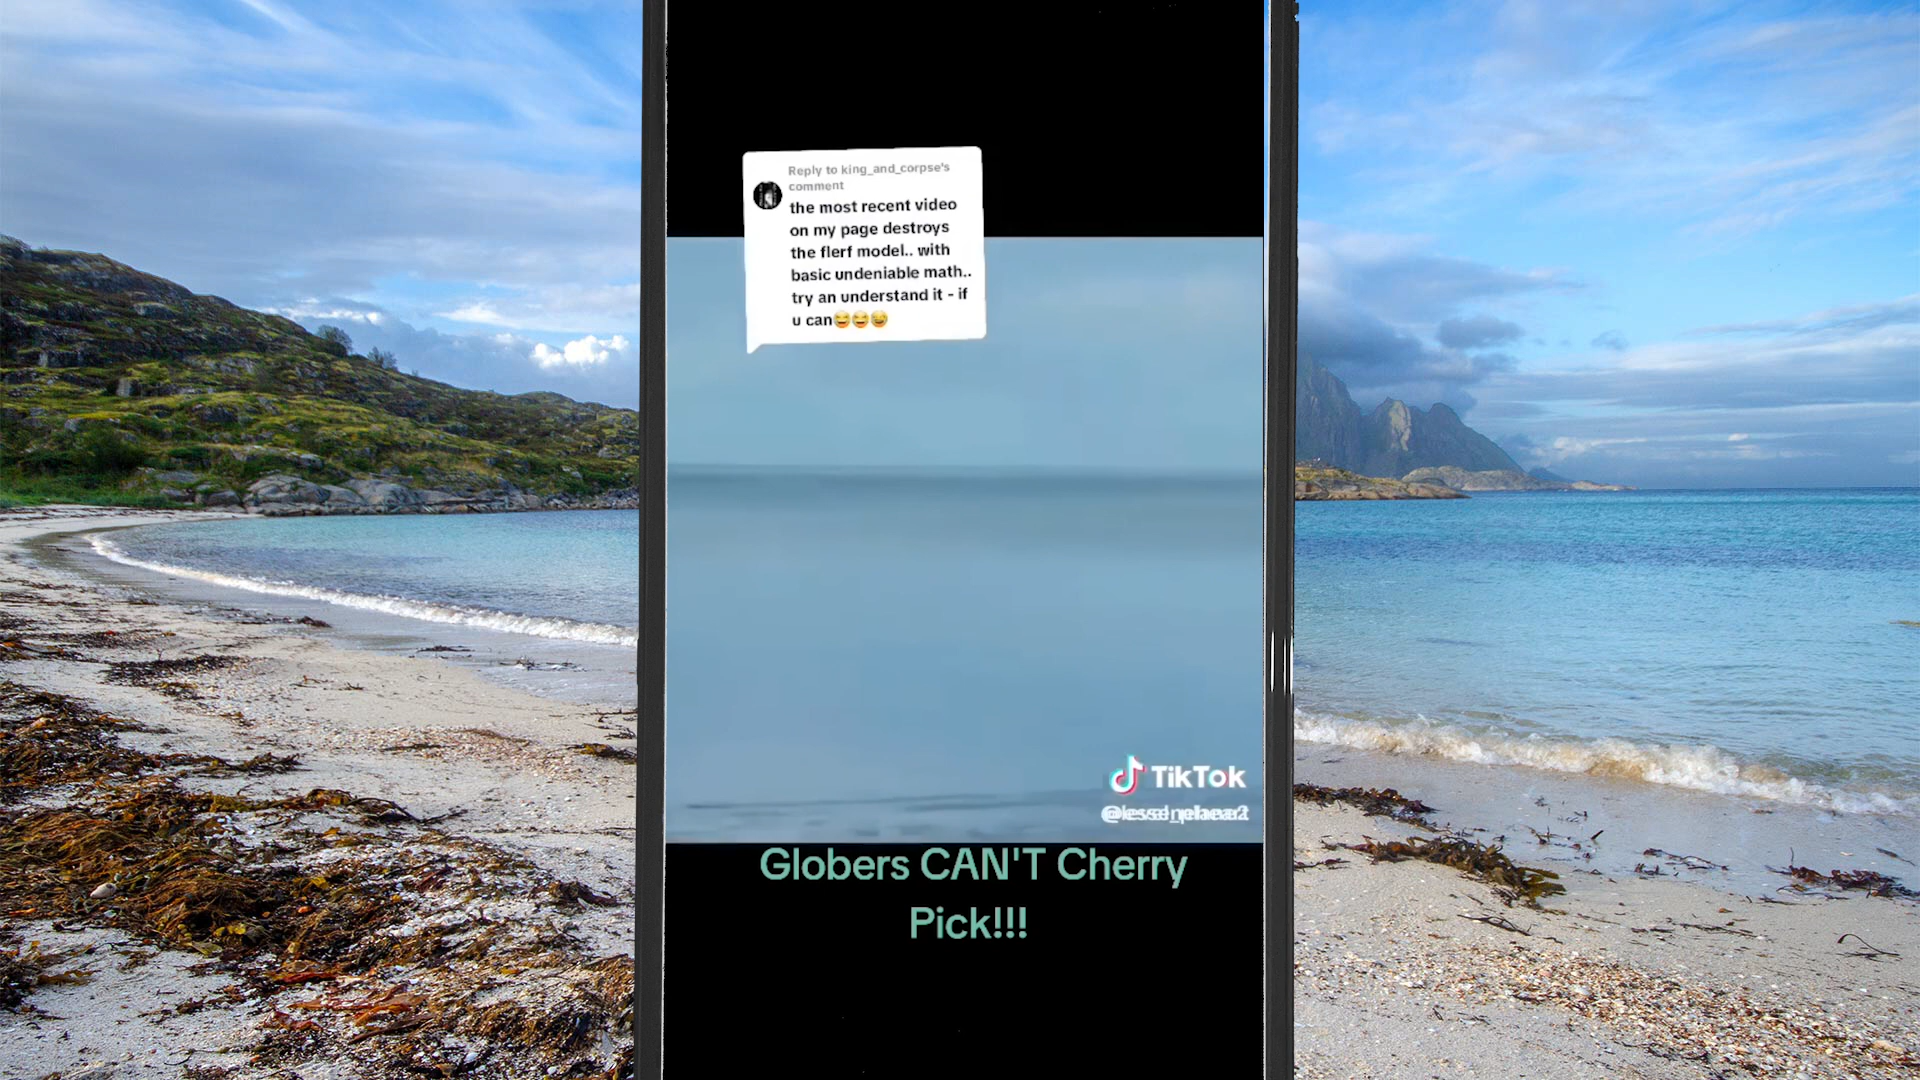 Reply to king_and_corpse's
comment
the most recent video
on my page destroys
the flerf model.. with
basic undeniable math..
try an understand it - if
u can😂😂😂
TikTok
Globers CAN'T Cherry
Pick!!!